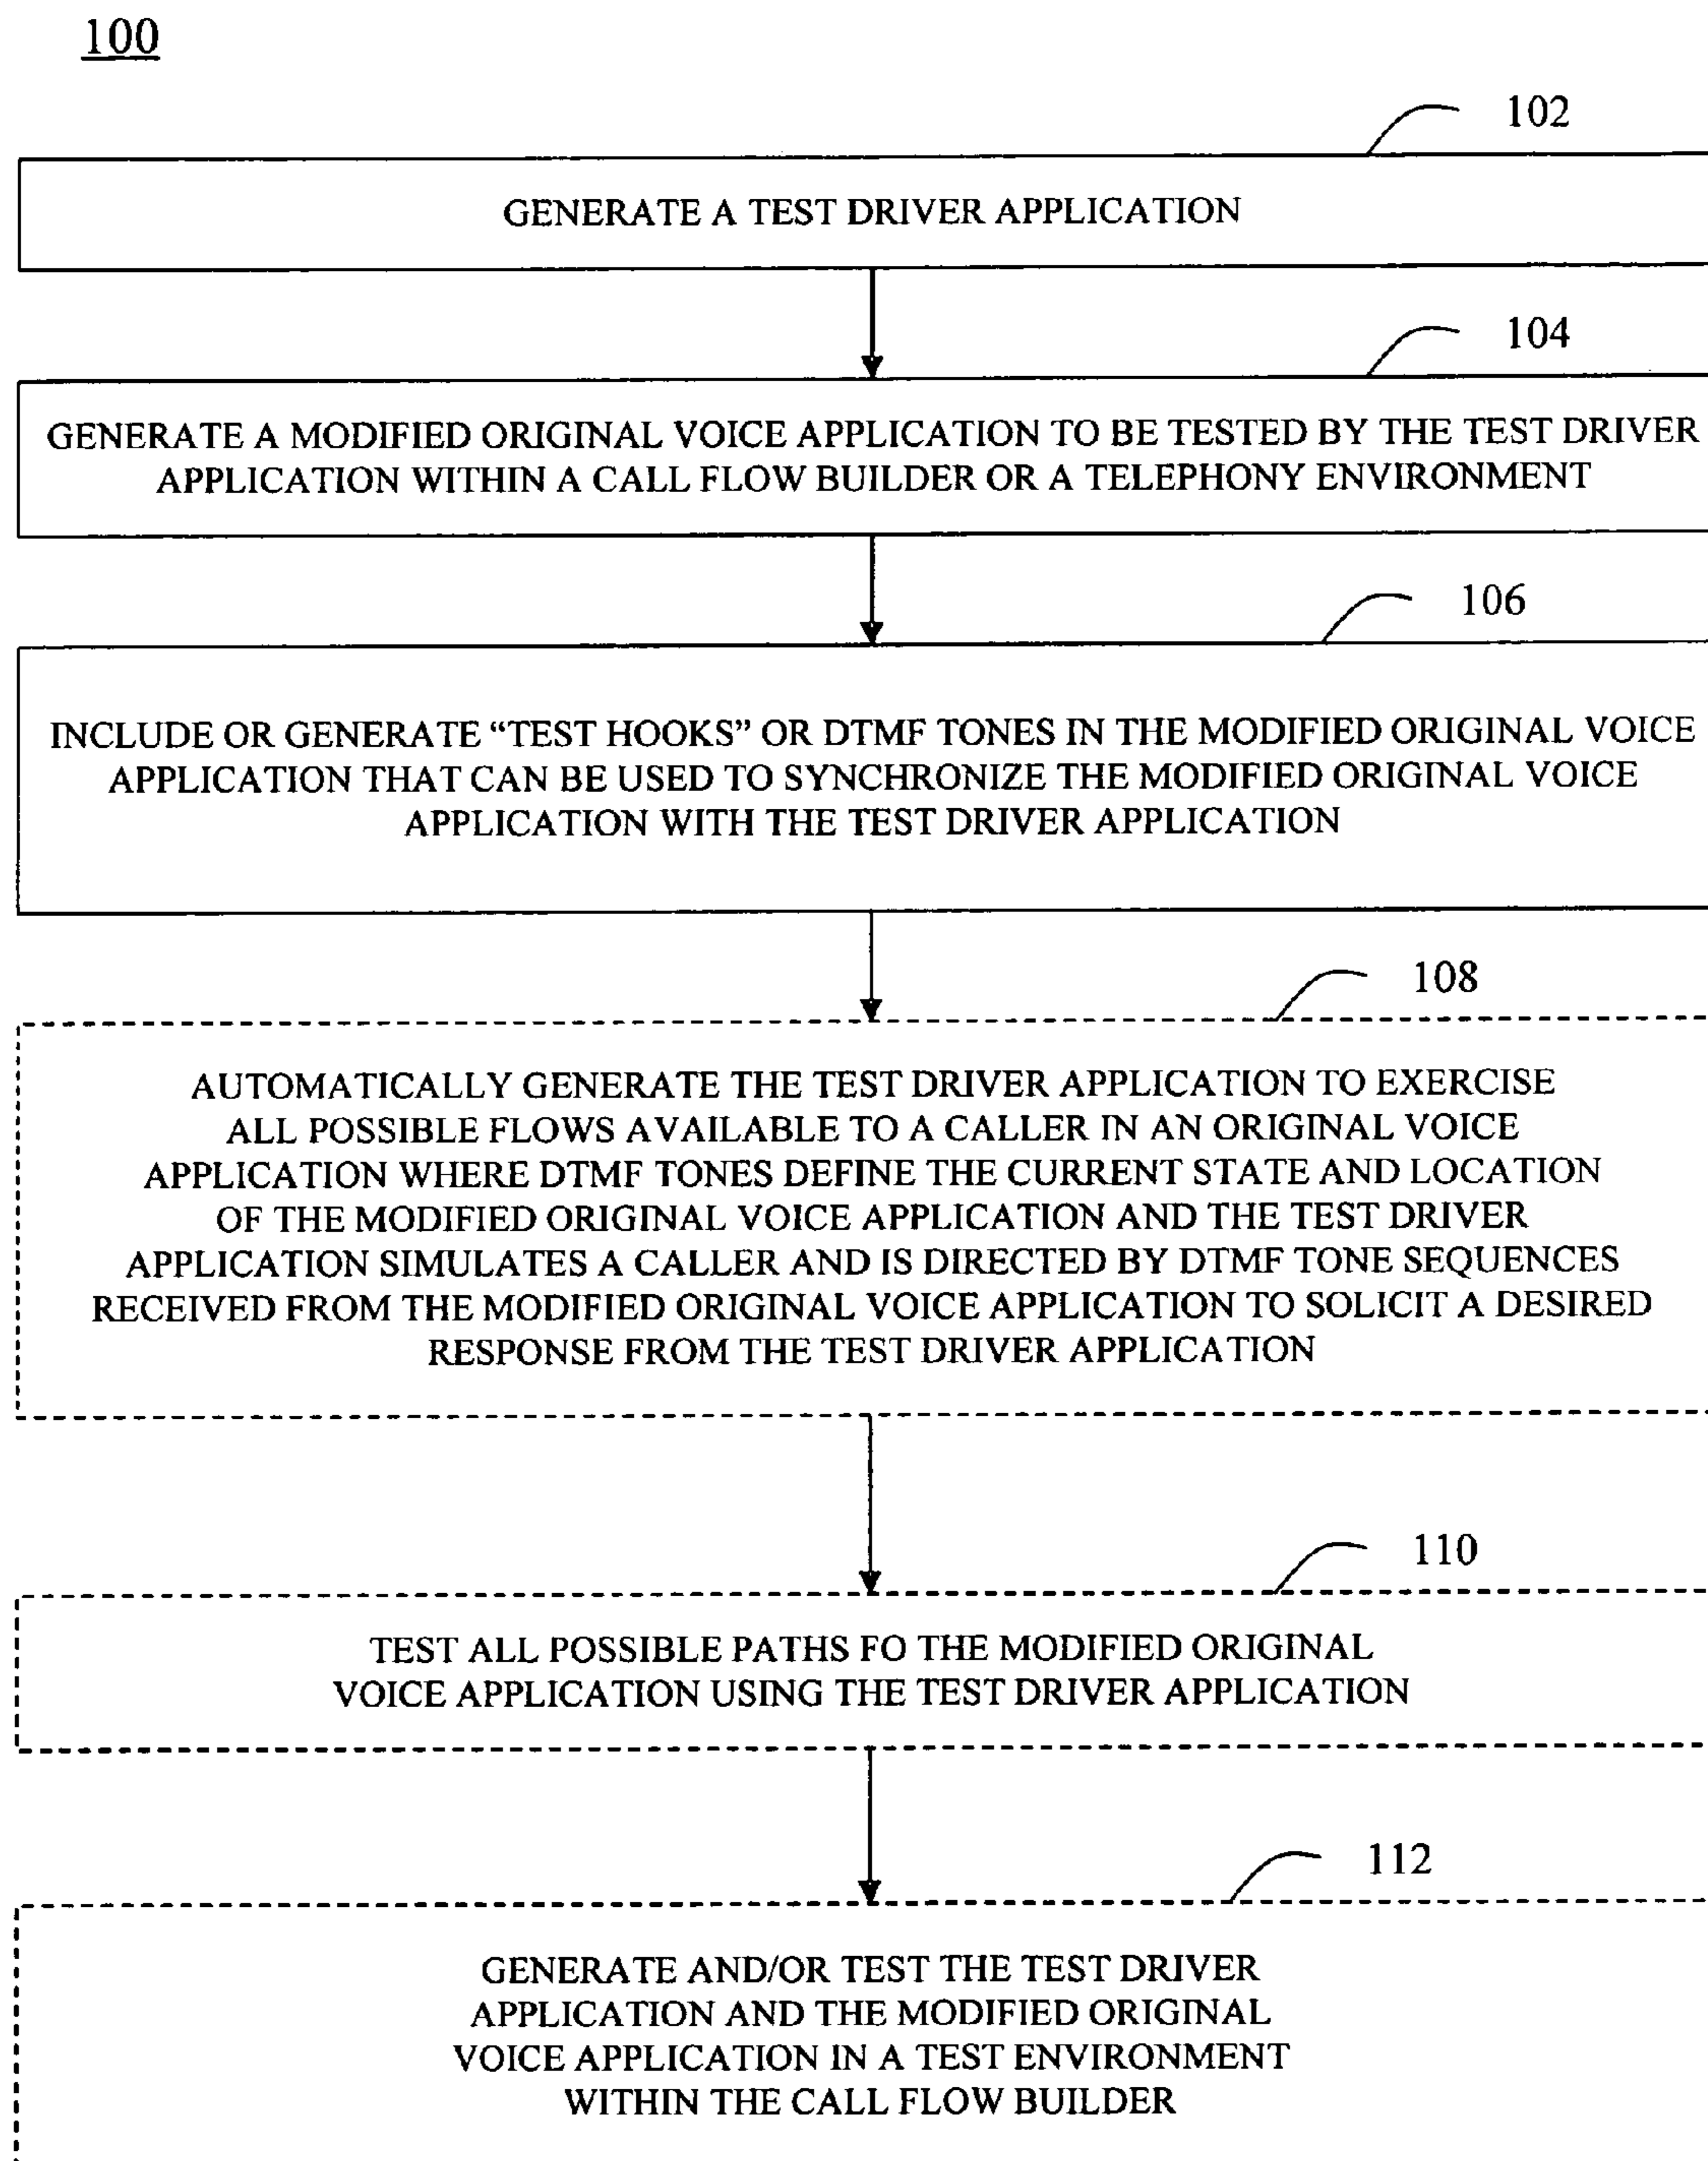 100
102
GENERATE A TEST DRIVER APPLICATION
104
GENERATE A MODIFIED ORIGINAL VOICE APPLICATION TO BE TESTED BY THE TEST DRIVER
APPLICATION WITHIN A CALL FLOW BUILDER OR A TELEPHONY ENVIRONMENT
106
INCLUDE OR GENERATE “TEST HOOKS” OR DTMF TONES IN THE MODIFIED ORIGINAL VOICE
APPLICATION THAT CAN BE USED TO SYNCHRONIZE THE MODIFIED ORIGINAL VOICE
APPLICATION WITH THE TEST DRIVER APPLICATION
108
AUTOMATICALLY GENERATE THE TEST DRIVER APPLICATION TO EXERCISE
ALL POSSIBLE FLOWS AVAILABLE TO A CALLER IN AN ORIGINAL VOICE
APPLICATION WHERE DTMF TONES DEFINE THE CURRENT STATE AND LOCATION
OF THE MODIFIED ORIGINAL VOICE APPLICATION AND THE TEST DRIVER
APPLICATION SIMULATES A CALLER AND IS DIRECTED BY DTMF TONE SEQUENCES
RECEIVED FROM THE MODIFIED ORIGINAL VOICE APPLICATION TO SOLICIT A DESIRED
RESPONSE FROM THE TEST DRIVER APPLICATION
110
TEST ALL POSSIBLE PATHS FO THE MODIFIED ORIGINAL
VOICE APPLICATION USING THE TEST DRIVER APPLICATION
112
GENERATE AND/OR TEST THE TEST DRIVER
APPLICATION AND THE MODIFIED ORIGINAL
VOICE APPLICATION IN A TEST ENVIRONMENT
WITHIN THE CALL FLOW BUILDER